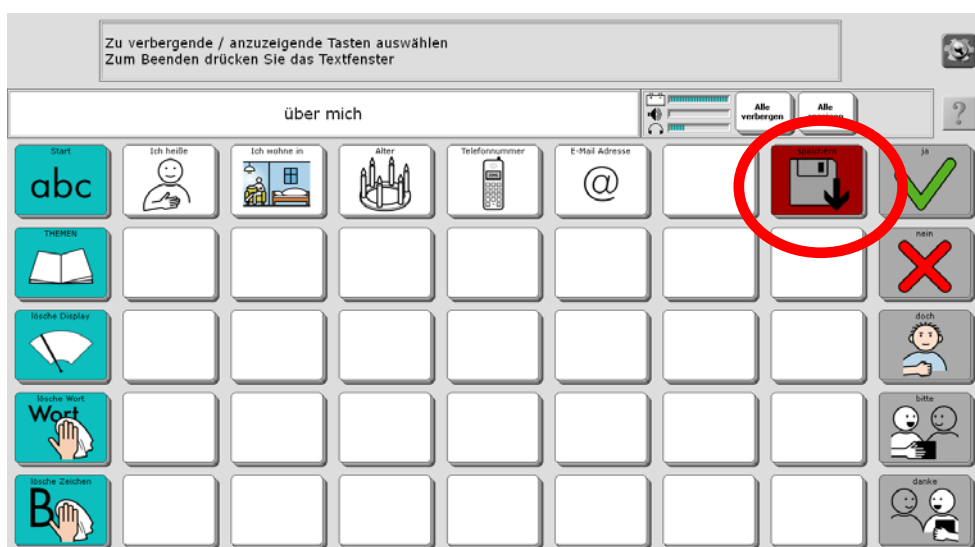 Zu verbergende / anzuzeigende Tasten auswählen
Zum Beenden drücken Sie das Textfenster
über mich
Alle verbergen
Alle
?
Start
abc
Ich heiße
Ich wohne in
Alter
Telefonnummer
E-Mail Adresse
@
speichern
ja
THEMEN
nein
lösche Display
doch
lösche Wort
Wort
bitte
lösche Zeichen
B
danke